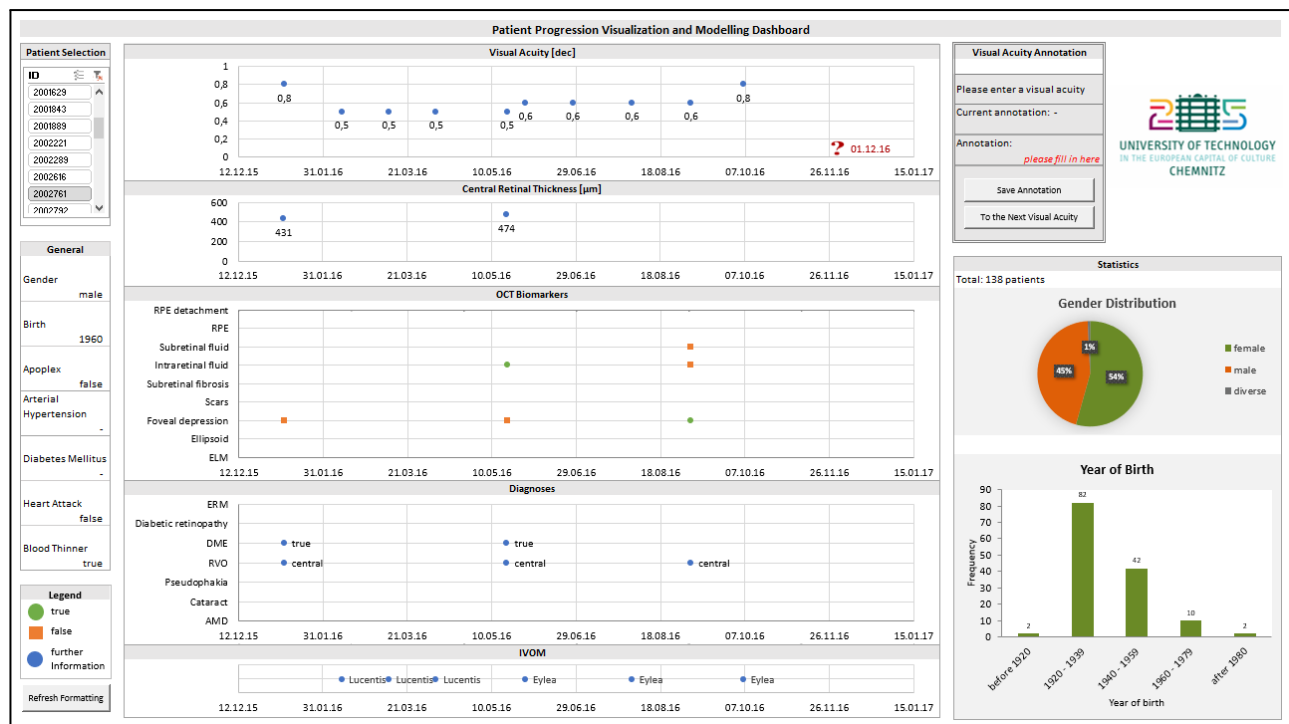 Patient Progression Visualization and Modelling Dashboard
Patient Selection
ID
2001629
2001843
2001889
2002221
2002289
2002616
2002761
2002792
General
Gender
male
Birth
1960
Apoplex
false
Arterial
Hypertension
-
Diabetes Mellitus
-
Heart Attack
false
Blood Thinner
true
Legend
true
false
further
Information
Refresh Formatting
Visual Acuity [dec]
1
0,8
0,6
0,4
0,2
0
0,8
0,5
0,5
0,5
0,5
0,6
0,6
0,6
0,6
0,8
? 01.12.16
12.12.15 31.01.16 21.03.16 10.05.16 29.06.16 18.08.16 07.10.16 26.11.16 15.01.17
Central Retinal Thickness [µm]
600
400
200
0
431
474
12.12.15 31.01.16 21.03.16 10.05.16 29.06.16 18.08.16 07.10.16 26.11.16 15.01.17
OCT Biomarkers
RPE detachment
RPE
Subretinal fluid
Intraretinal fluid
Subretinal fibrosis
Scars
Foveal depression
Ellipsoid
ELM
12.12.15 31.01.16 21.03.16 10.05.16 29.06.16 18.08.16 07.10.16 26.11.16 15.01.17
Diagnoses
ERM
Diabetic retinopathy
DME true true
RVO central central central
Pseudophakia
Cataract
AMD
12.12.15 31.01.16 21.03.16 10.05.16 29.06.16 18.08.16 07.10.16 26.11.16 15.01.17
IVOM
Lucentis Lucentis Lucentis Eylea Eylea Eylea
12.12.15 31.01.16 21.03.16 10.05.16 29.06.16 18.08.16 07.10.16 26.11.16 15.01.17
Visual Acuity Annotation
Please enter a visual acuity
Current annotation: -
Annotation:
please fill in here
Save Annotation
To the Next Visual Acuity
UNIVERSITY OF TECHNOLOGY
IN THE EUROPEAN CAPITAL OF CULTURE
CHEMNITZ
Statistics
Total: 138 patients
Gender Distribution
1%
45%
54%
female
male
diverse
Year of Birth
Frequency
90
80
70
60
50
40
30
20
10
0
2
82
42
10
2
before 1920
1920 - 1939
1940 - 1959
1960 - 1979
after 1980
Year of birth